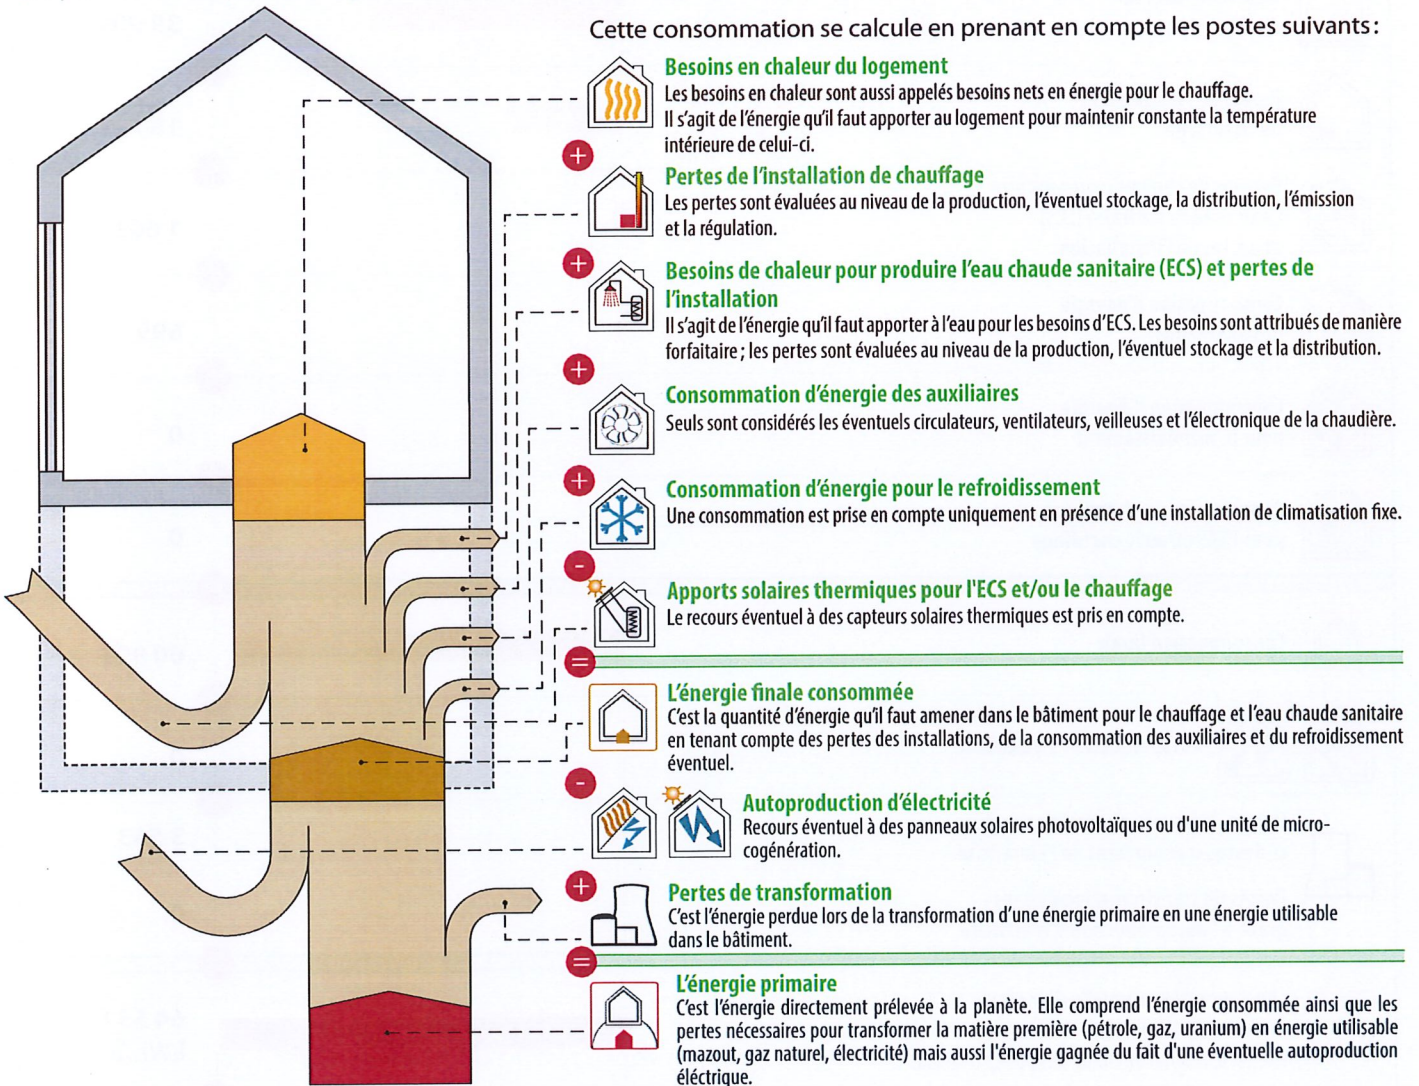 Cette consommation se calcule en prenant en compte les postes suivants :
Besoins en chaleur du logement
Les besoins en chaleur sont aussi appelés besoins nets en énergie pour le chauffage.
Il s'agit de l'énergie qu'il faut apporter au logement pour maintenir constante la température
intérieure de celui-ci.
+
Pertes de l'installation de chauffage
Les pertes sont évaluées au niveau de la production, l'éventuel stockage, la distribution, l'émission
et la régulation.
+
Besoins de chaleur pour produire l'eau chaude sanitaire (ECS) et pertes de
l'installation
Il s'agit de l'énergie qu'il faut apporter à l'eau pour les besoins d'ECS. Les besoins sont attribués de manière
forfaitaire ; les pertes sont évaluées au niveau de la production, l'éventuel stockage et la distribution.
+
Consommation d'énergie des auxiliaires
Seuls sont considérés les éventuels circulateurs, ventilateurs, veilleuses et l'électronique de la chaudière.
+
Consommation d'énergie pour le refroidissement
Une consommation est prise en compte uniquement en présence d'une installation de climatisation fixe.
-
Apports solaires thermiques pour l'ECS et/ou le chauffage
Le recours éventuel à des capteurs solaires thermiques est pris en compte.
=
L'énergie finale consommée
C'est la quantité d'énergie qu'il faut amener dans le bâtiment pour le chauffage et l'eau chaude sanitaire
en tenant compte des pertes des installations, de la consommation des auxiliaires et du refroidissement
éventuel.
-
Autoproduction d'électricité
Recours éventuel à des panneaux solaires photovoltaïques ou d'une unité de micro-
cogénération.
+
Pertes de transformation
C'est l'énergie perdue lors de la transformation d'une énergie primaire en une énergie utilisable
dans le bâtiment.
=
L'énergie primaire
C'est l'énergie directement prélevée à la planète. Elle comprend l'énergie consommée ainsi que les
pertes nécessaires pour transformer la matière première (pétrole, gaz, uranium) en énergie utilisable
(mazout, gaz naturel, électricité) mais aussi l'énergie gagnée du fait d'une éventuelle autoproduction
éléctrique.